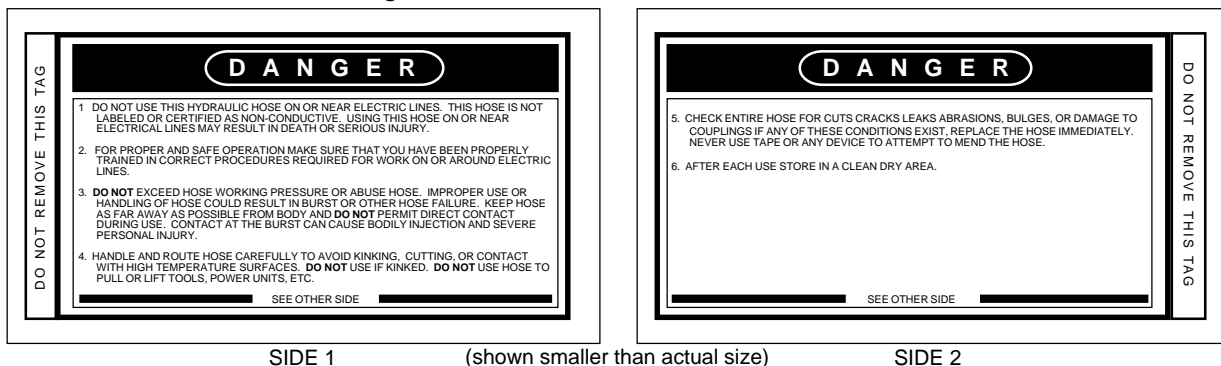 DO NOT REMOVE THIS TAG
D A N G E R
1 DO NOT USE THIS HYDRAULIC HOSE ON OR NEAR ELECTRIC LINES. THIS HOSE IS NOT
LABELED OR CERTIFIED AS NON-CONDUCTIVE. USING THIS HOSE ON OR NEAR
ELECTRICAL LINES MAY RESULT IN DEATH OR SERIOUS INJURY.
2. FOR PROPER AND SAFE OPERATION MAKE SURE THAT YOU HAVE BEEN PROPERLY
TRAINED IN CORRECT PROCEDURES REQUIRED FOR WORK ON OR AROUND ELECTRIC
LINES.
3. DO NOT EXCEED HOSE WORKING PRESSURE OR ABUSE HOSE. IMPROPER USE OR
HANDLING OF HOSE COULD RESULT IN BURST OR OTHER HOSE FAILURE. KEEP HOSE
AS FAR AWAY AS POSSIBLE FROM BODY AND DO NOT PERMIT DIRECT CONTACT
DURING USE. CONTACT AT THE BURST CAN CAUSE BODILY INJECTION AND SEVERE
PERSONAL INJURY.
4. HANDLE AND ROUTE HOSE CAREFULLY TO AVOID KINKING, CUTTING, OR CONTACT
WITH HIGH TEMPERATURE SURFACES. DO NOT USE IF KINKED. DO NOT USE HOSE TO
PULL OR LIFT TOOLS, POWER UNITS, ETC.
SEE OTHER SIDE
SIDE 1
D A N G E R
5. CHECK ENTIRE HOSE FOR CUTS CRACKS LEAKS ABRASIONS, BULGES, OR DAMAGE TO
COUPLINGS IF ANY OF THESE CONDITIONS EXIST, REPLACE THE HOSE IMMEDIATELY.
NEVER USE TAPE OR ANY DEVICE TO ATTEMPT TO MEND THE HOSE.
6. AFTER EACH USE STORE IN A CLEAN DRY AREA.
SEE OTHER SIDE
DO NOT REMOVE THIS TAG
(shown smaller than actual size)
SIDE 2